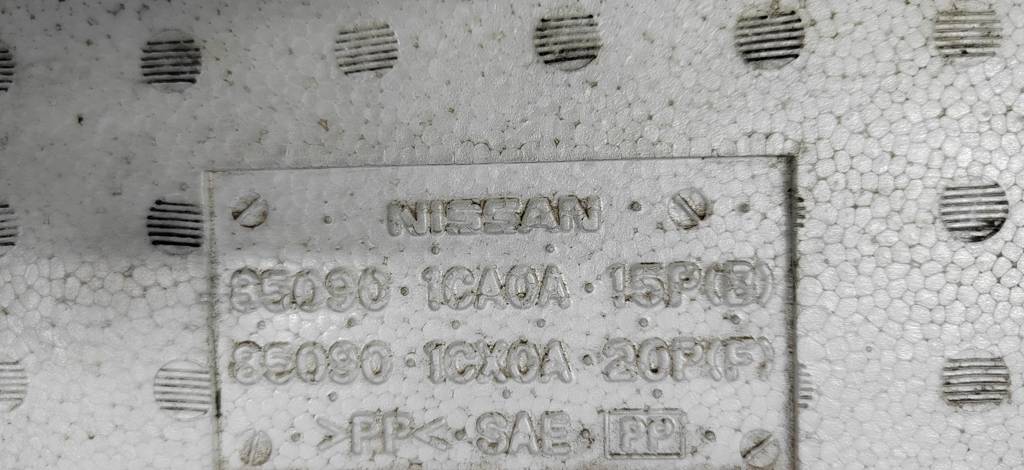 NISSAN
85090 · 1CA0A · 15P(B)
85090 · 1CX0A · 20P(F)
>PP< · SAE · PP